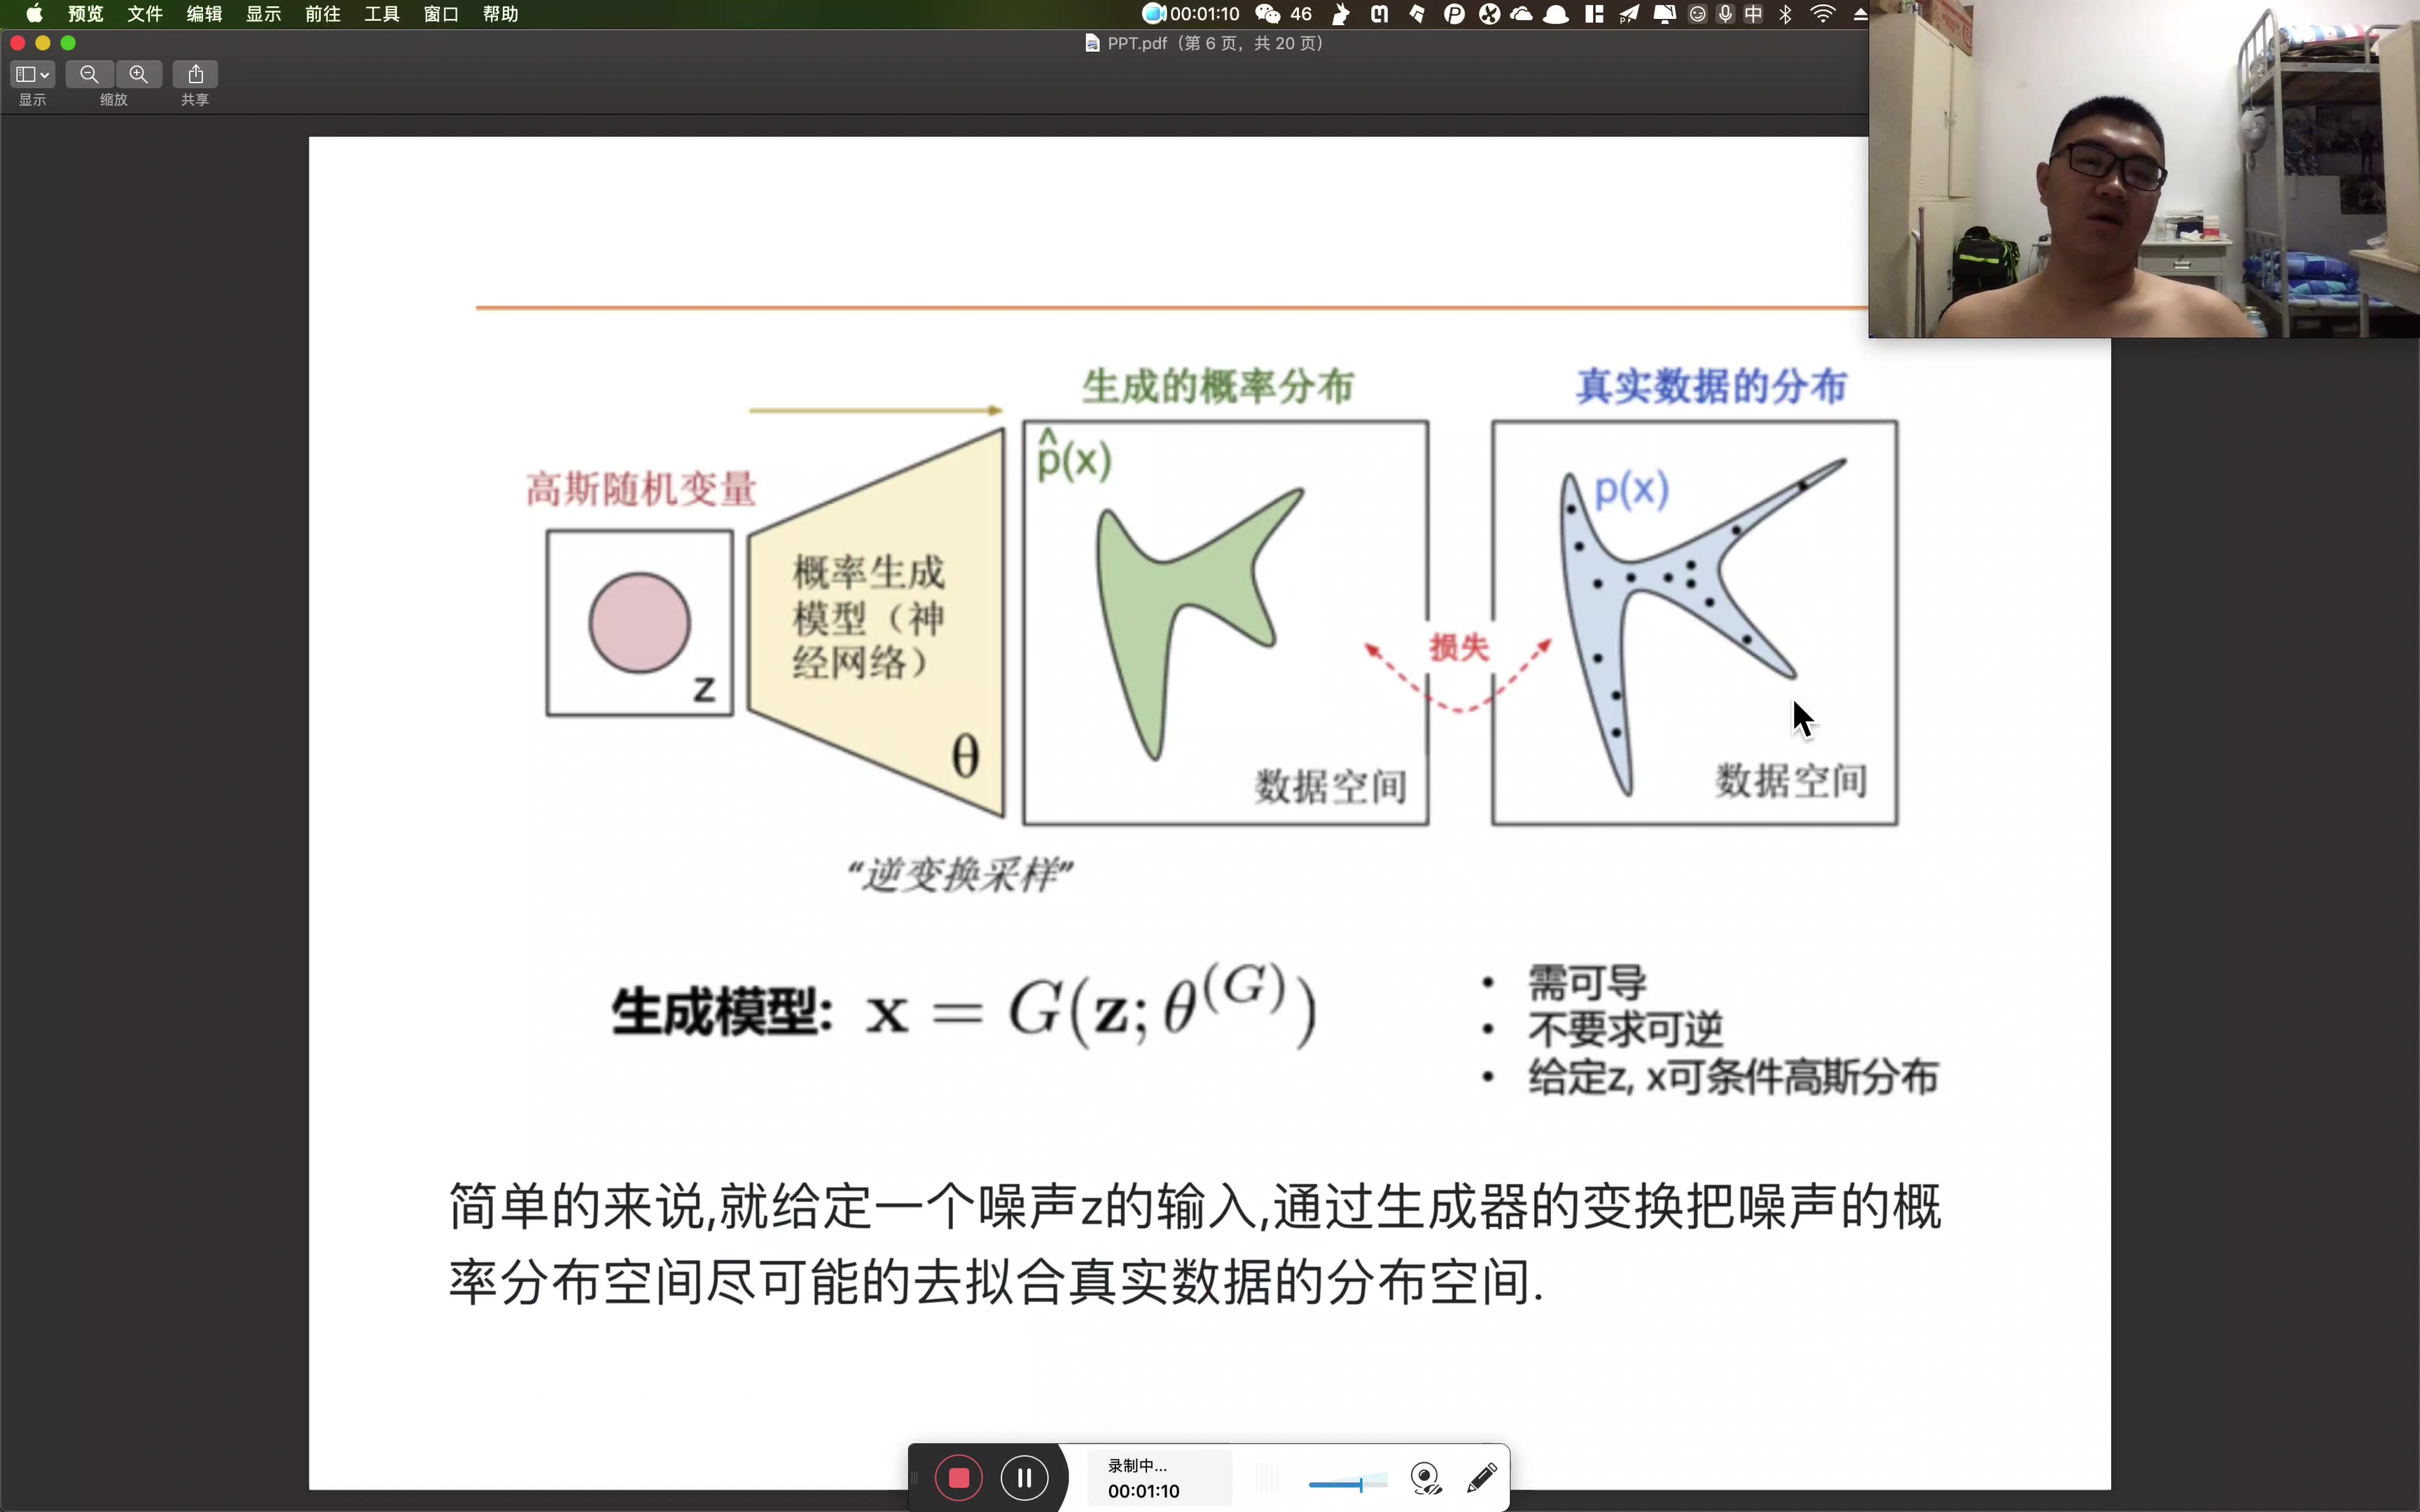 预览 文件 编辑 显示 前往 工具 窗口 帮助 00:01:10 46 中
PPT.pdf（第 6 页，共 20 页）
显示 缩放 共享
生成的概率分布 真实数据的分布
p̂(x)
p(x)
高斯随机变量
概率生成
模型（神
经网络）
损失
z
θ
数据空间 数据空间
“逆变换采样”
生成模型: x = G(z; θ^(G))
• 需可导
• 不要求可逆
• 给定z, x可条件高斯分布
简单的来说,就给定一个噪声z的输入,通过生成器的变换把噪声的概
率分布空间尽可能的去拟合真实数据的分布空间.
录制中...
00:01:10